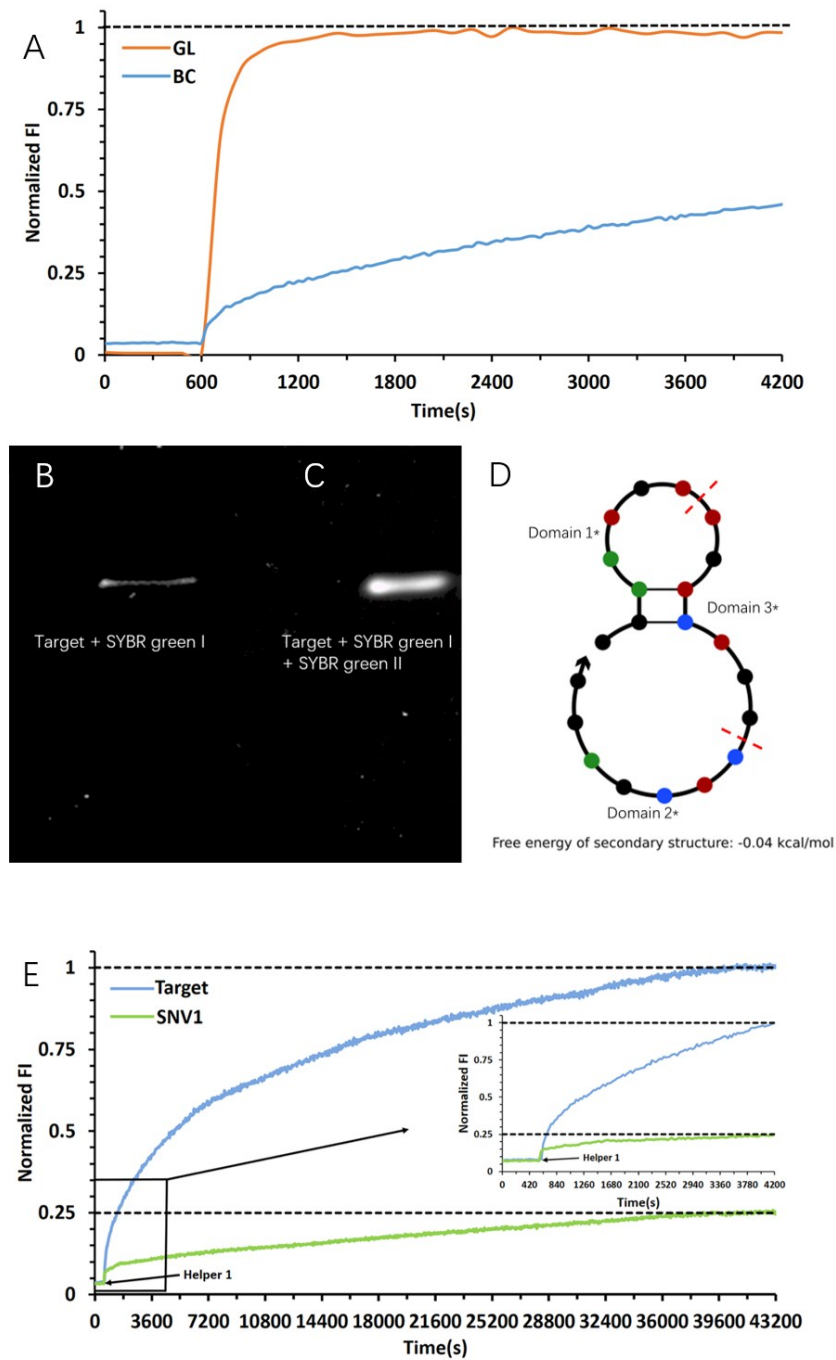 A
GL
BC
Normalized FI
1
0.75
0.5
0.25
0
0 600 1200 1800 2400 3000 3600 4200
Time(s)
B
C
Target + SYBR green I
Target + SYBR green I
+ SYBR green II
D
Domain 1*
Domain 3*
Domain 2*
Free energy of secondary structure: -0.04 kcal/mol
E
Target
SNV1
Normalized FI
1
0.75
0.5
0.25
0
Helper 1
0 3600 7200 10800 14400 18000 21600 25200 28800 32400 36000 39600 43200
Time(s)
Normalized FI
1
0.75
0.5
0.25
0
Helper 1
0 420 840 1260 1680 2100 2520 2940 3360 3780 4200
Time(s)